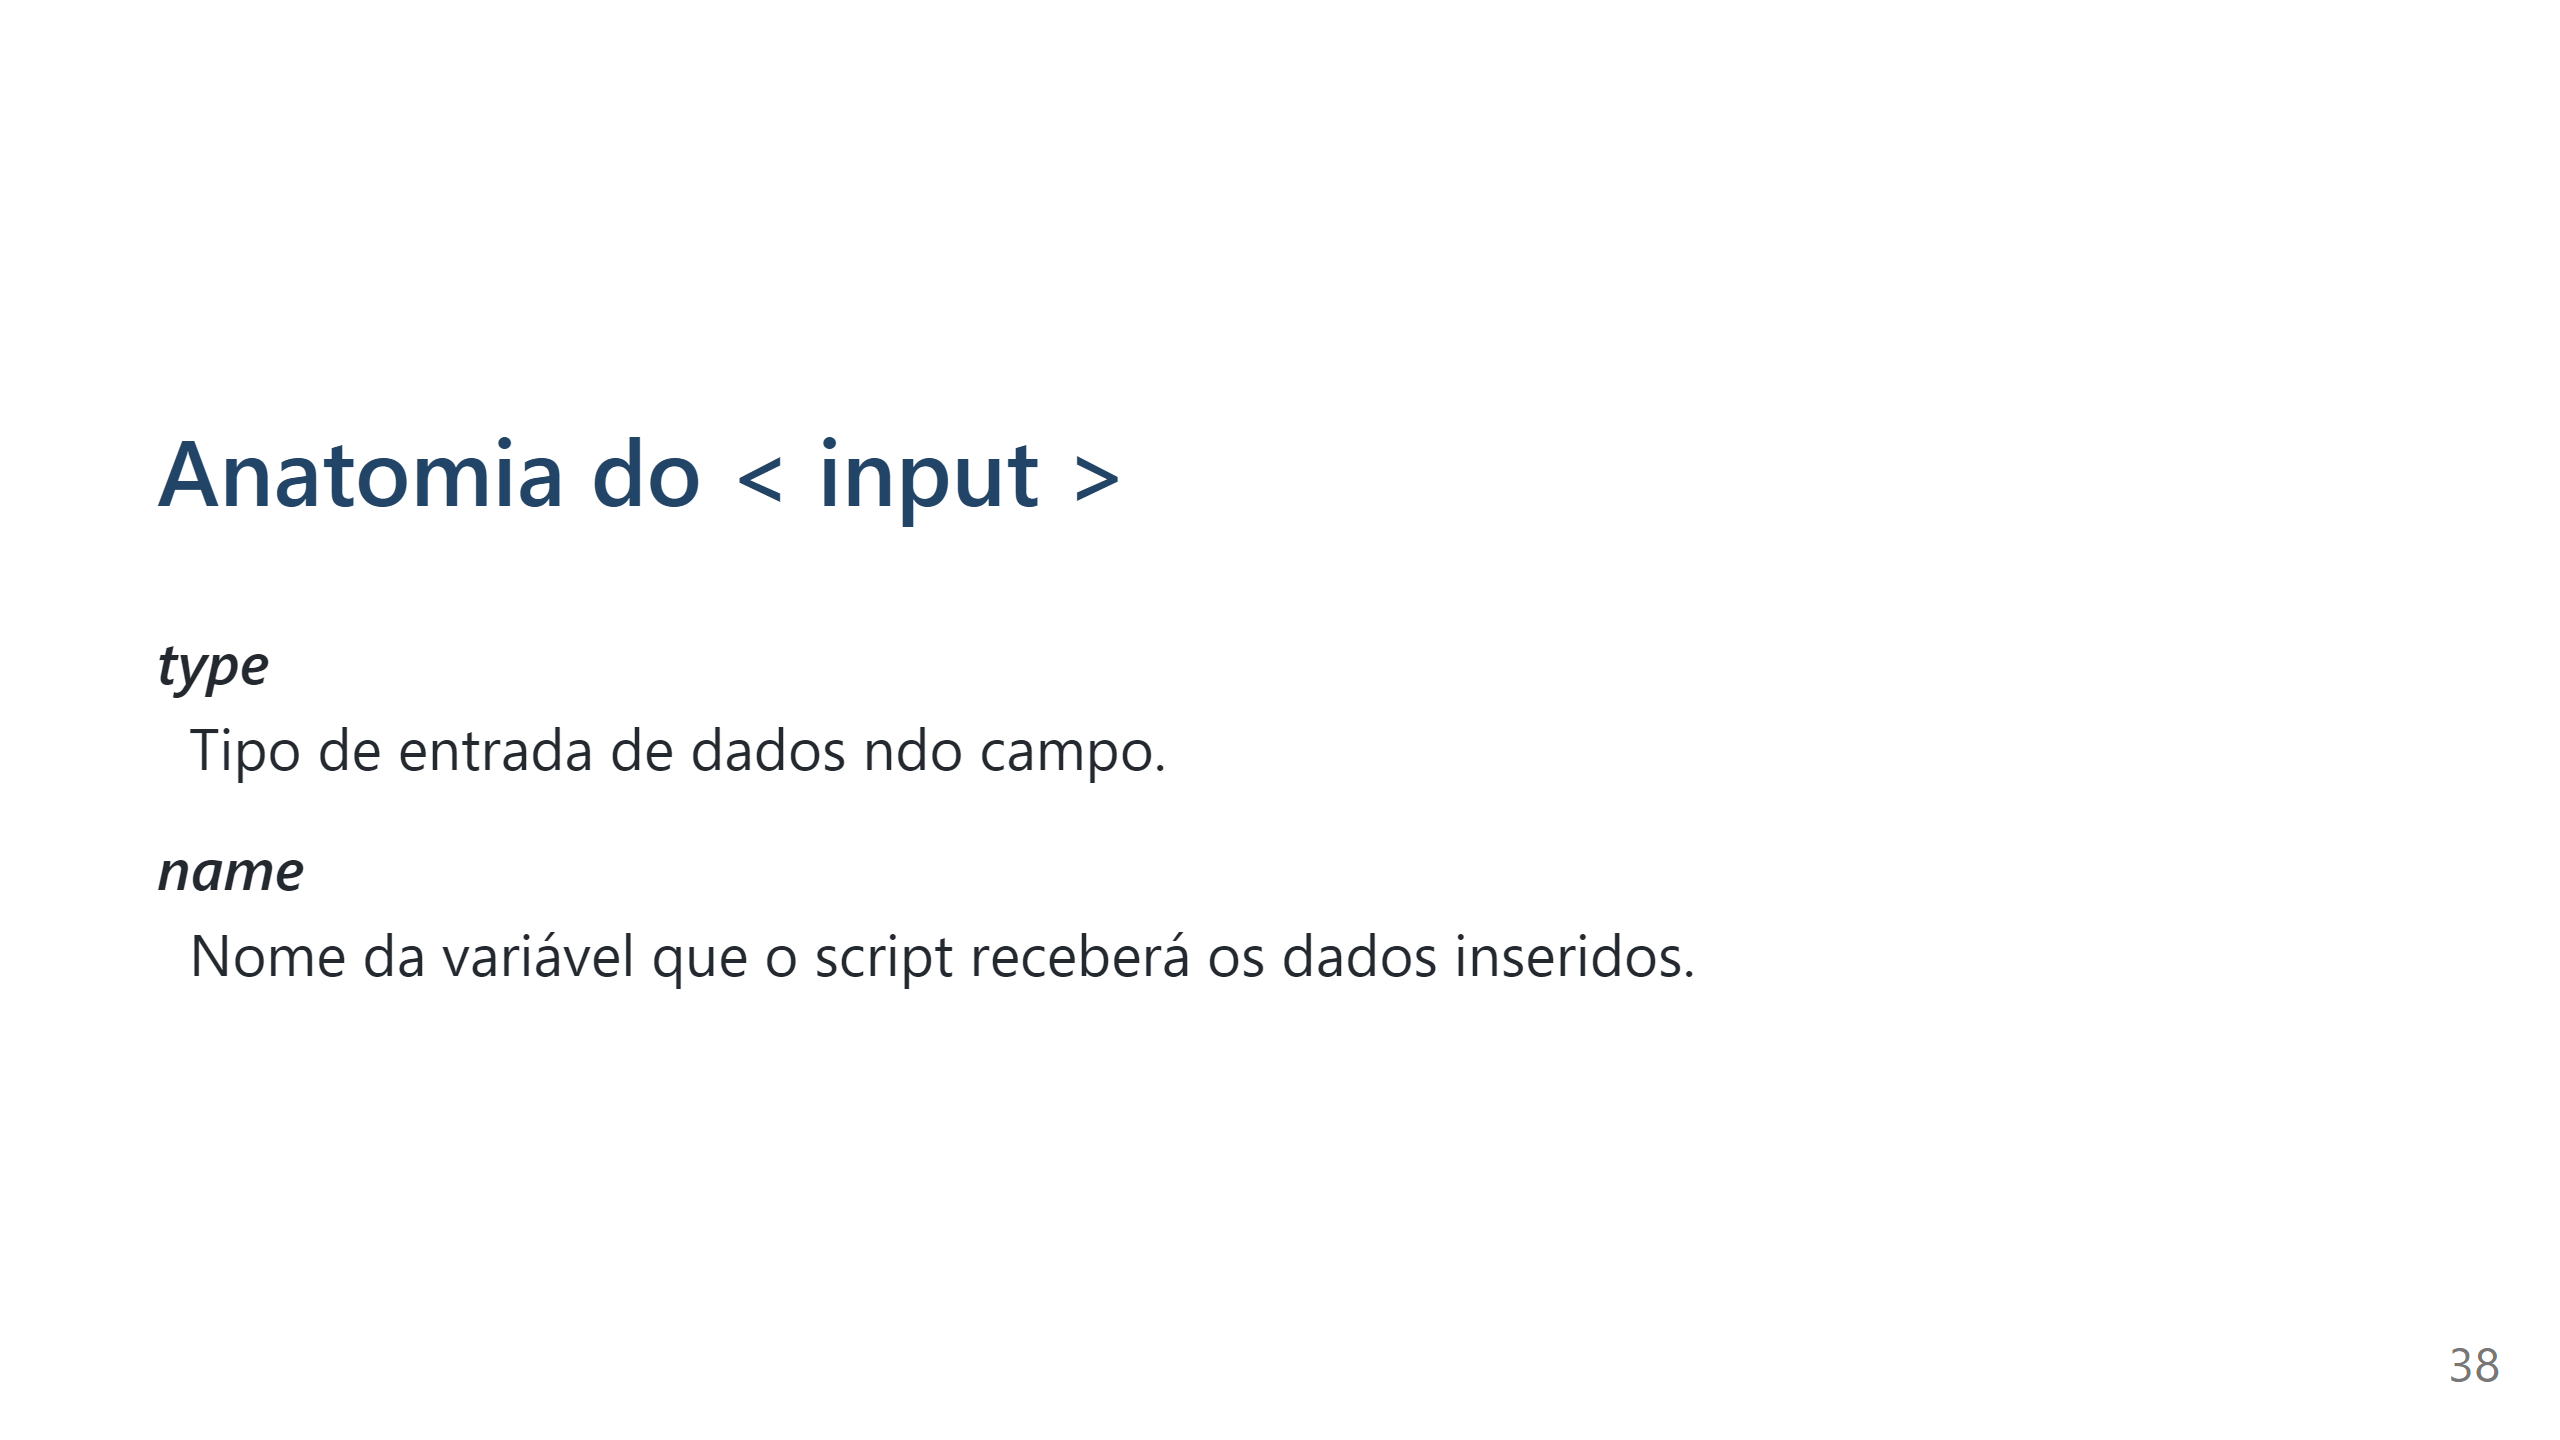 Anatomia do < input >
type
Tipo de entrada de dados ndo campo.
name
Nome da variável que o script receberá os dados inseridos.
38